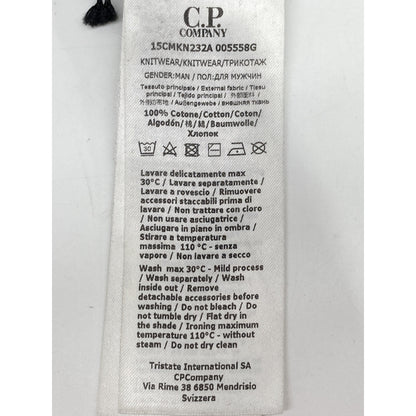 C.P.
COMPANY
15CMKN232A 005558G
KNITWEAR/KNITWEAR/ТРИКОТАЖ
GENDER:MAN / ПОЛ:ДЛЯ МУЖЧИН
Tessuto principale / External fabric / Tissu
principal / Tejido principal / 外部面料 /
/ Außengewebe / внешняя ткань
100% Cotone/Cotton/Coton/
Algodón/棉/綿/Baumwolle/
Хлопок
30
Lavare delicatamente max
30°C / Lavare separatamente /
Lavare a rovescio / Rimuovere
accessori staccabili prima di
lavare / Non trattare con cloro
/ Non usare asciugatrice /
Asciugare in piano in ombra /
Stirare a temperatura
massima 110 °C - senza
vapore / Non lavare a secco
Wash max 30°C - Mild process
/ Wash separately / Wash
inside out / Remove
detachable accessories before
washing / Do not bleach / Do
not tumble dry / Flat dry in
the shade / Ironing maximum
temperature 110°C - without
steam / Do not dry clean
Tristate International SA
CPCompany
Via Rime 38 6850 Mendrisio
Svizzera